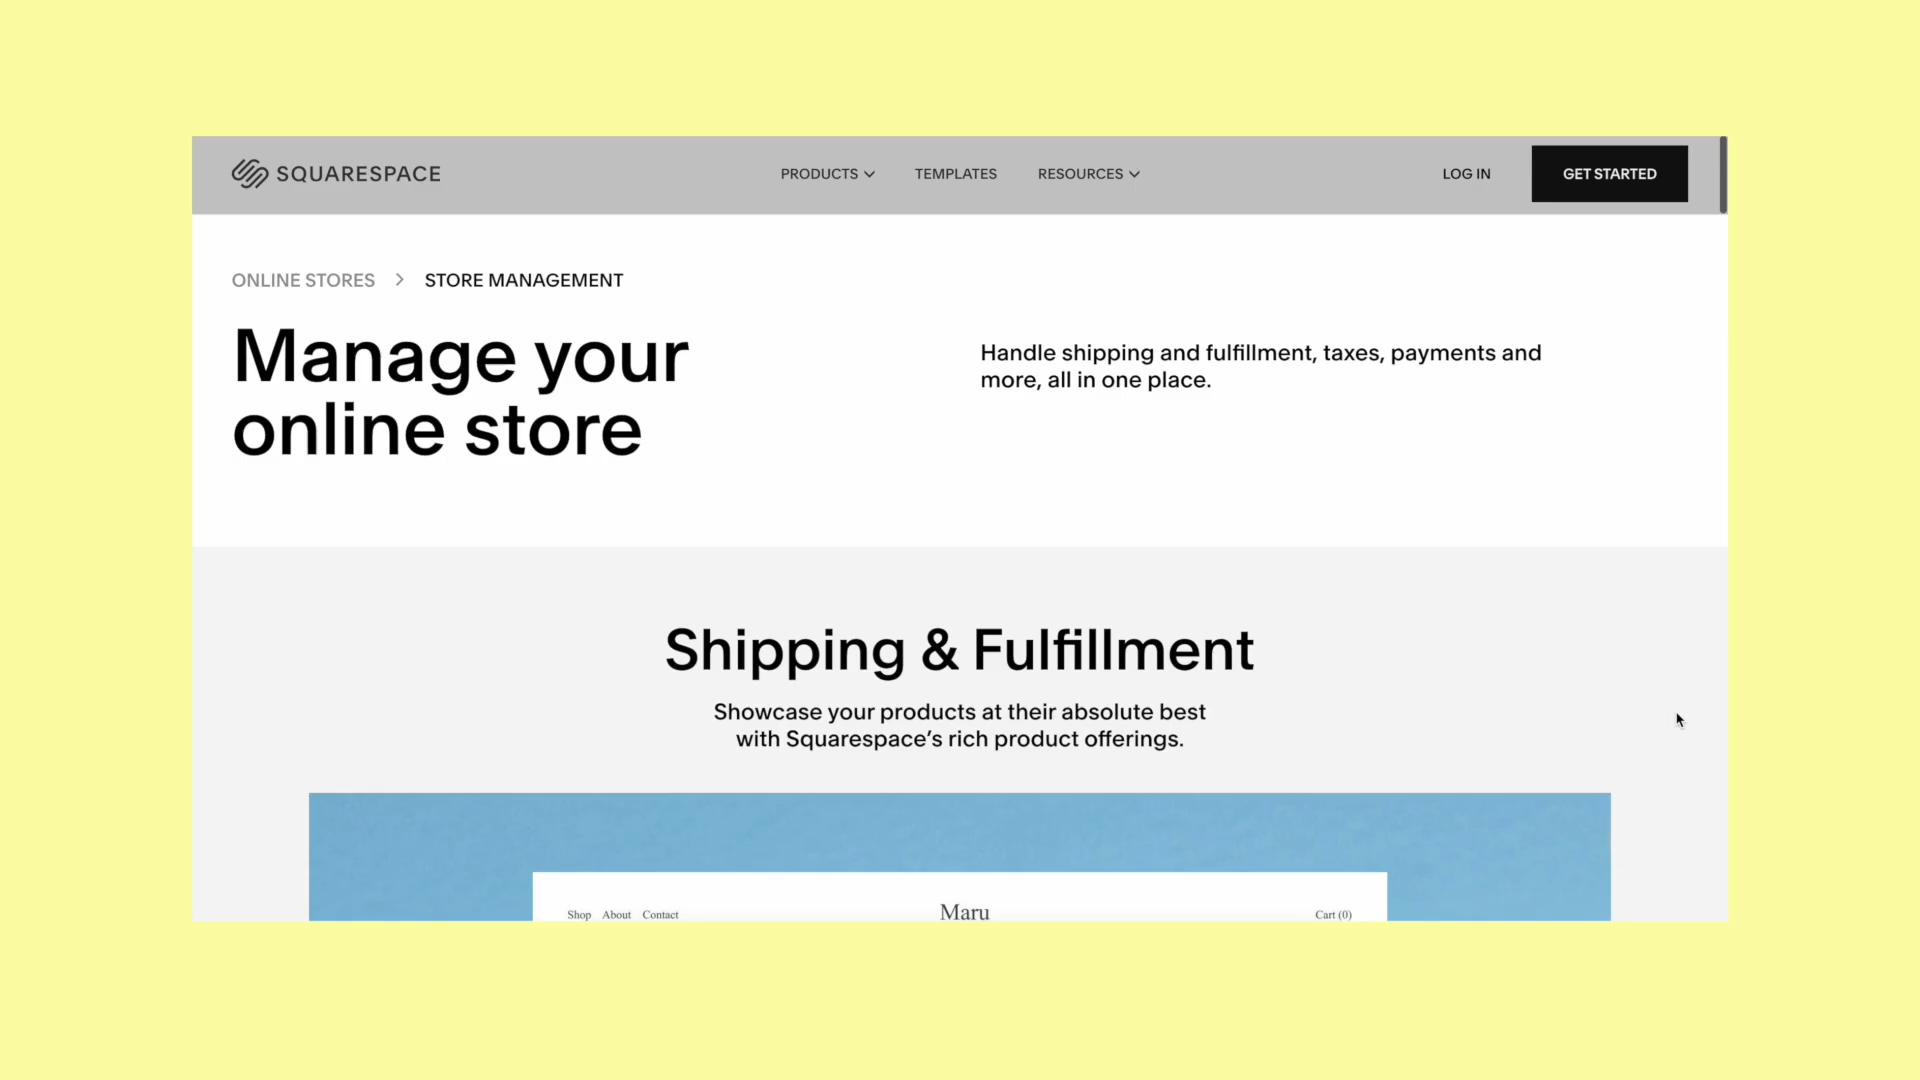 SQUARESPACE
PRODUCTS
TEMPLATES
RESOURCES
LOG IN
GET STARTED
ONLINE STORES > STORE MANAGEMENT
Manage your
online store
Handle shipping and fulfillment, taxes, payments and
more, all in one place.
Shipping & Fulfillment
Showcase your products at their absolute best
with Squarespace’s rich product offerings.
Shop About Contact
Maru
Cart (0)